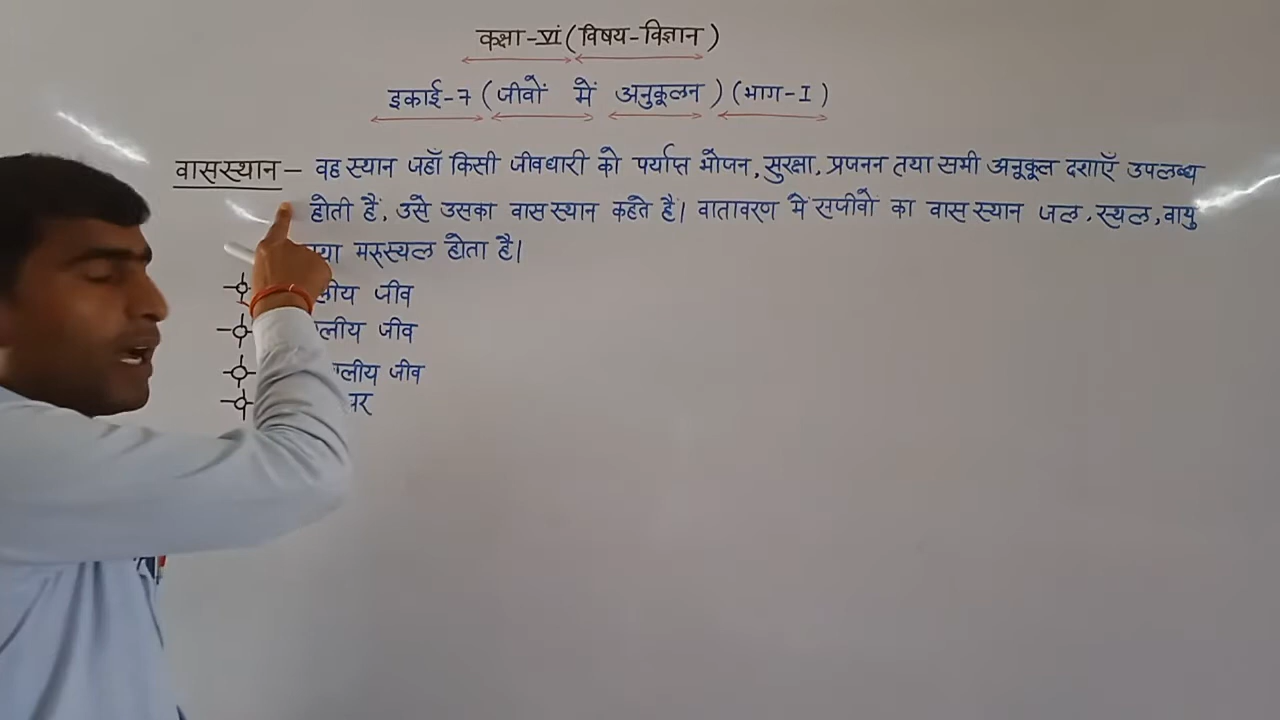 कक्षा-VI (विषय-विज्ञान)
इकाई-7 (जीवों में अनुकूलन) (भाग-I)
वासस्थान – वह स्थान जहाँ किसी जीवधारी को पर्याप्त भोजन, सुरक्षा, प्रजनन तथा सभी अनूकूल दशाएँ उपलब्ध
होती हैं, उसे उसका वास स्थान कहते है। वातावरण में सजीवो का वास स्थान जल, स्थल, वायु
मरुस्थल होता है।
जीव
जीव
जीव